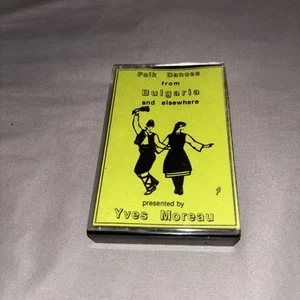 Folk Dances
from
Bulgaria
and elsewhere
presented by
Yves Moreau